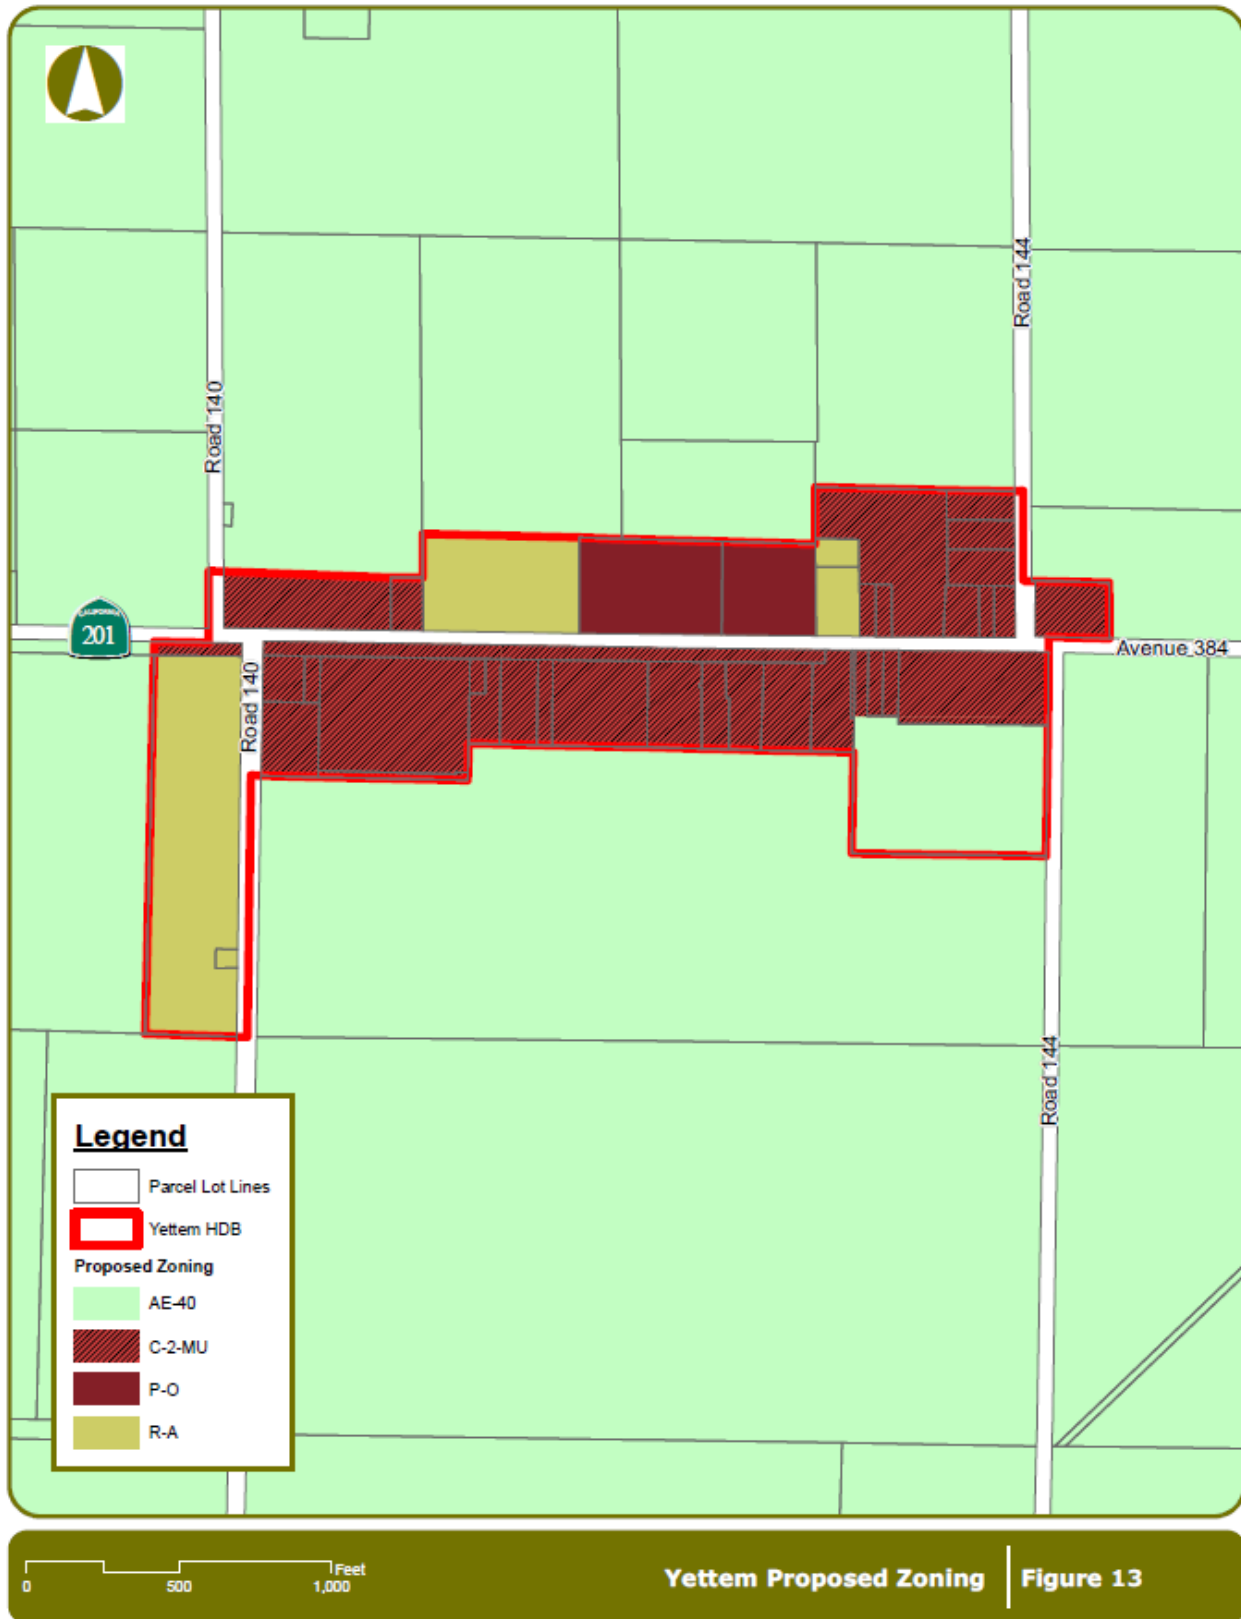 Road 144
Road 140
CALIFORNIA
201
Avenue 384
Road 140
Road 144
Legend
Parcel Lot Lines
Yettem HDB
Proposed Zoning
AE-40
C-2-MU
P-O
R-A
Feet
0 500 1,000
Yettem Proposed Zoning Figure 13